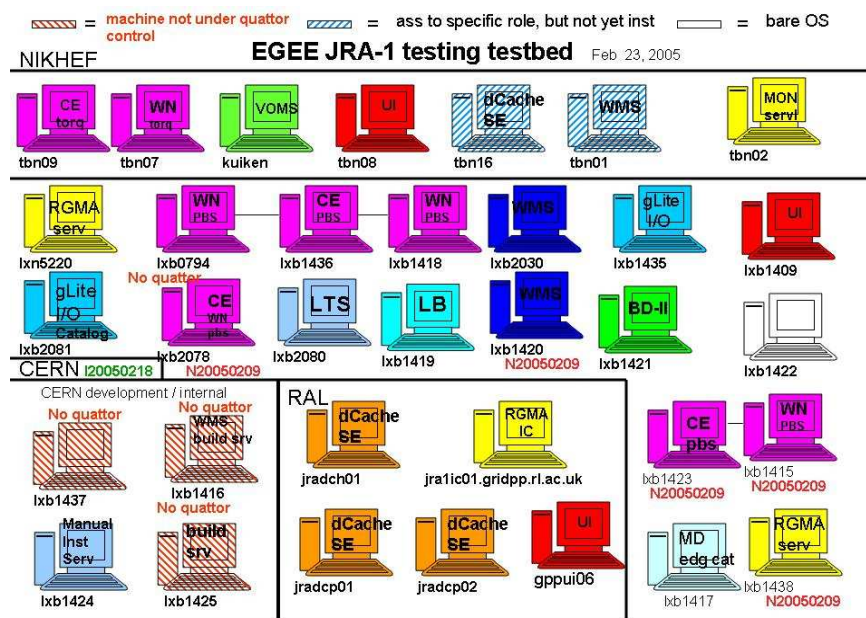 = machine not under quattor control
= ass to specific role, but not yet inst
= bare OS
NIKHEF
EGEE JRA-1 testing testbed Feb 23, 2005
CE torq
tbn09
WN torq
tbn07
VOMS
kuiken
UI
tbn08
dCache SE
tbn16
WMS
tbn01
MON servl
tbn02
RGMA serv
lxn5220
WN PBS
lxb0794
CE PBS
lxb1436
WN PBS
lxb1418
WMS
lxb2030
gLite I/O
lxb1435
UI
lxb1409
gLite I/O Catalog
lxb2081
No quattor
CE WN pbs
lxb2078
N20050209
LTS
lxb2080
LB
lxb1419
WMS
lxb1420
N20050209
BD-II
lxb1421
lxb1422
CERN I20050218
CERN development / internal
No quattor
lxb1437
No quattor
WMS build srv
lxb1416
Manual Inst Serv
lxb1424
No quattor
build srv
lxb1425
RAL
dCache SE
jradch01
RGMA IC
jra1ic01.gridpp.rl.ac.uk
dCache SE
jradcp01
dCache SE
jradcp02
UI
gppui06
CE pbs
lxb1423
N20050209
WN PBS
lxb1415
N20050209
MD edg cat
lxb1417
RGMA serv
lxb1438
N20050209